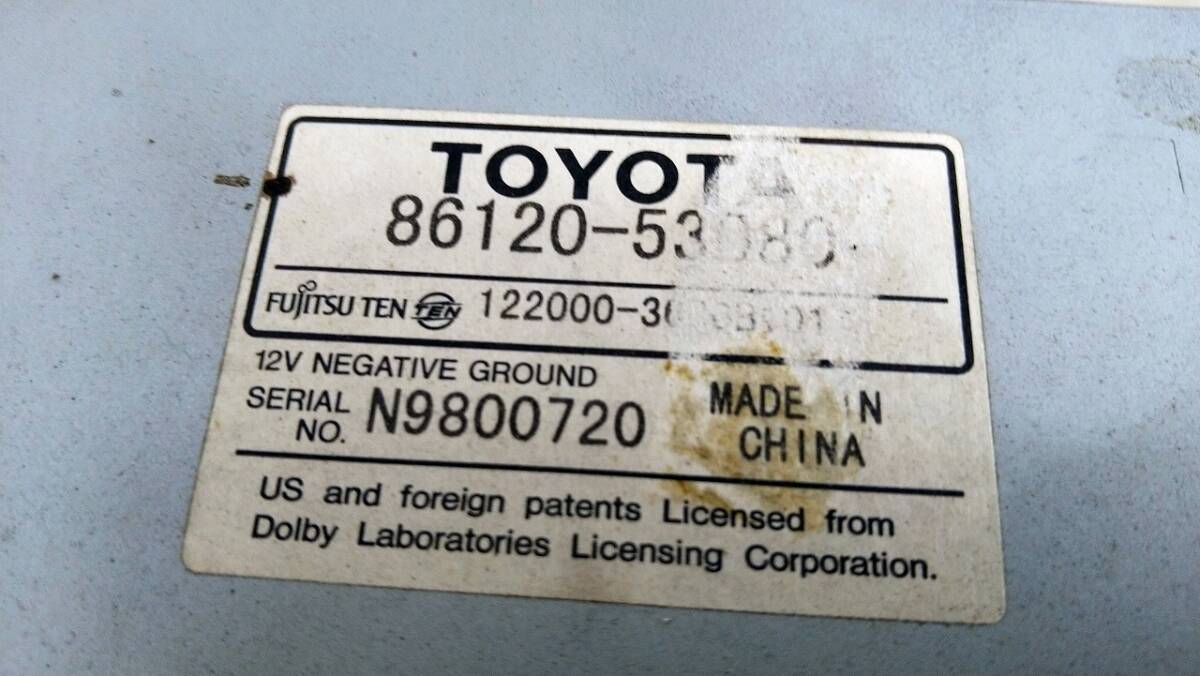 TOYOTA
86120-53080
FUJITSU TEN TEN
12V NEGATIVE GROUND
SERIAL NO. N9800720
MADE IN
CHINA
US and foreign patents Licensed from
Dolby Laboratories Licensing Corporation.